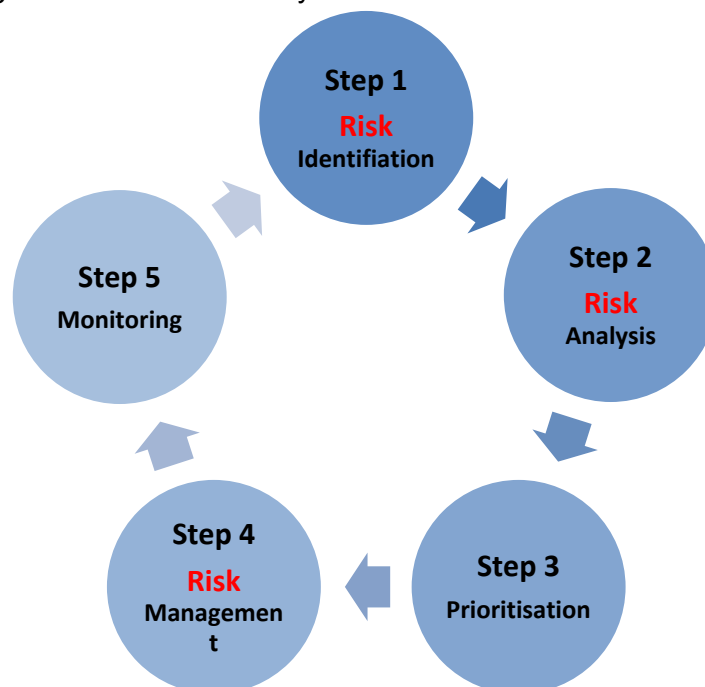 Step 1
Risk
Identifiation
Step 2
Risk
Analysis
Step 3
Prioritisation
Step 4
Risk
Managemen
t
Step 5
Monitoring